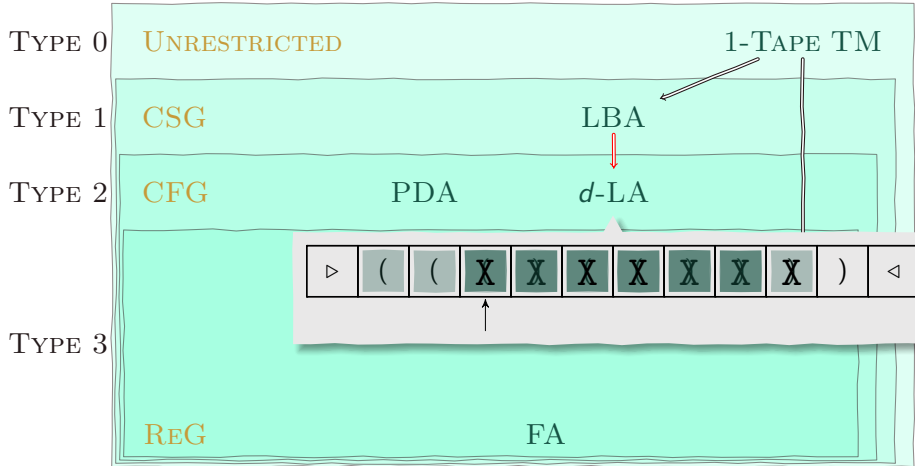 TYPE 0 UNRESTRICTED 1-TAPE TM
TYPE 1 CSG LBA
TYPE 2 CFG PDA d-LA
▷ ( ( X X X X X X X ) ◁
TYPE 3
REG FA